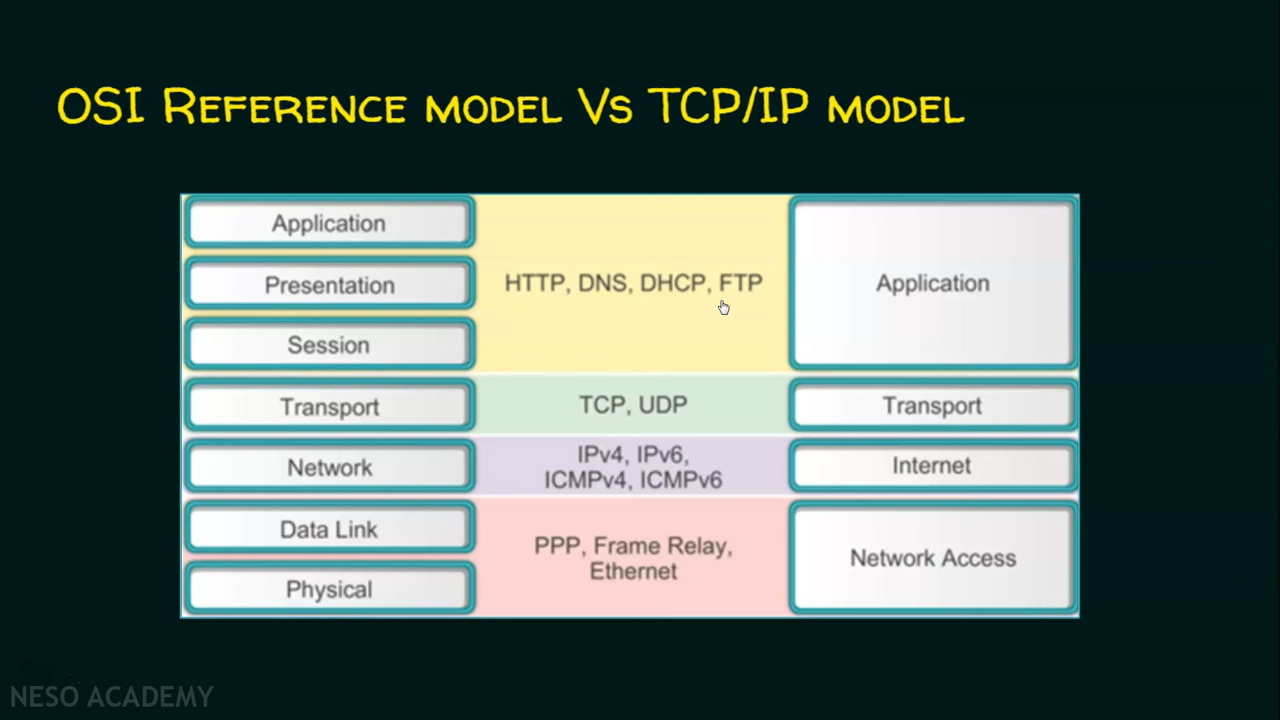 OSI REFERENCE MODEL VS TCP/IP MODEL
Application
Presentation
Session
Transport
Network
Data Link
Physical
HTTP, DNS, DHCP, FTP
TCP, UDP
IPv4, IPv6,
ICMPv4, ICMPv6
PPP, Frame Relay,
Ethernet
Application
Transport
Internet
Network Access
NESO ACADEMY